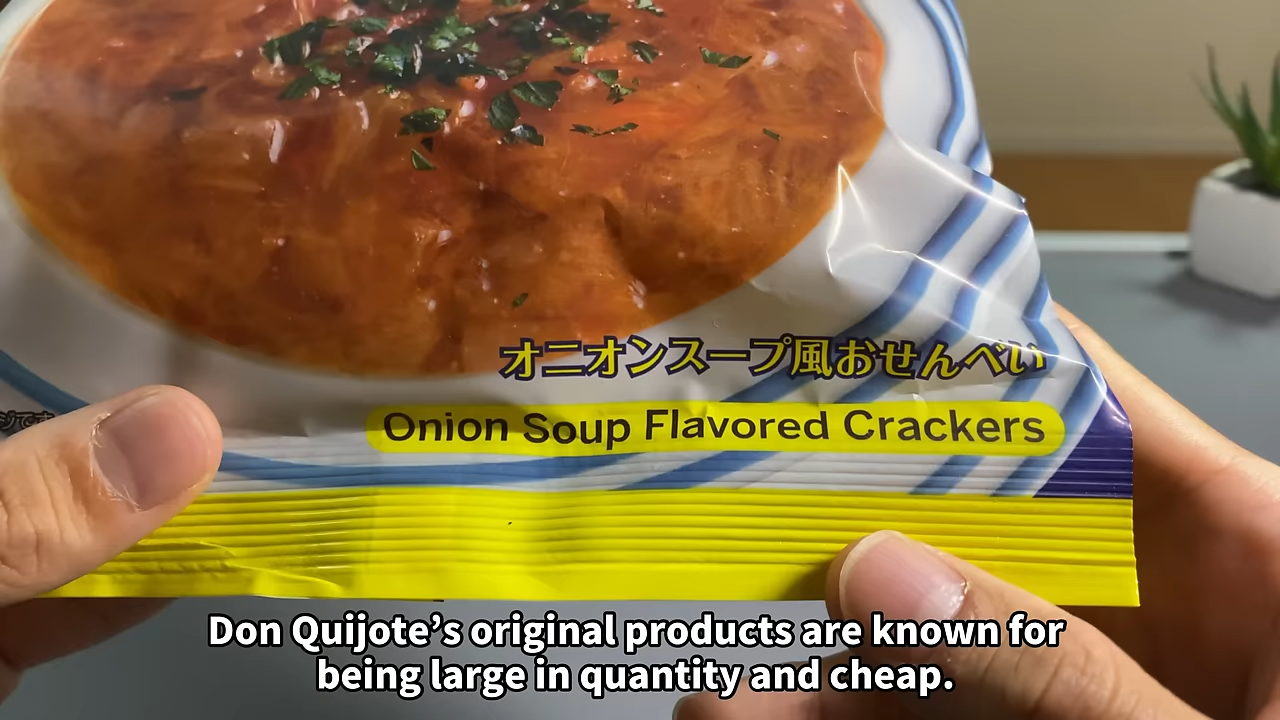 オニオンスープ風おせんべい
Onion Soup Flavored Crackers
Don Quijote’s original products are known for
being large in quantity and cheap.